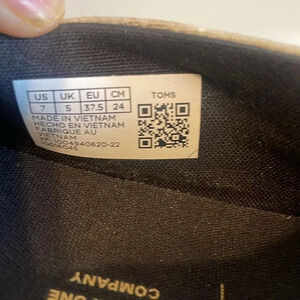 US UK EU CM
7 5 37.5 24
TOMS
MADE IN VIETNAM
HECHO EN VIETNAM
FABRIQUE AU
VIETNAM
ONE
COMPANY